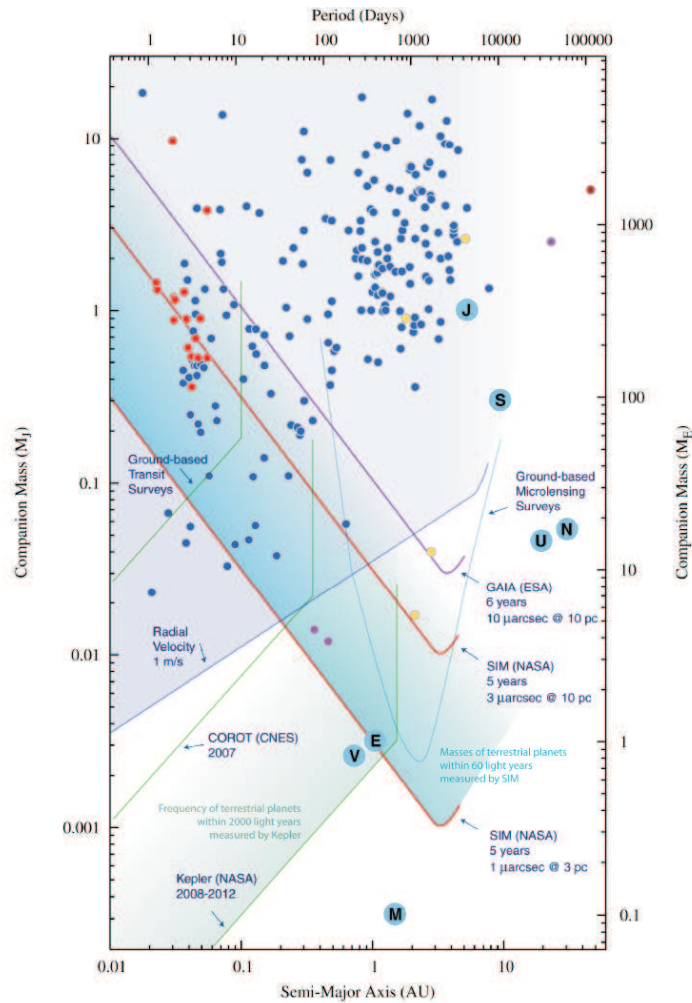 Period (Days)
1 10 100 1000 10000 100000
10
1
0.1
0.01
0.001
Companion Mass (MJ)
1000
100
10
1
0.1
Companion Mass (ME)
J
S
U
N
E
V
M
Ground-based
Transit
Surveys
Ground-based
Microlensing
Surveys
GAIA (ESA)
6 years
10 μarcsec @ 10 pc
Radial
Velocity
1 m/s
SIM (NASA)
5 years
3 μarcsec @ 10 pc
COROT (CNES)
2007
Masses of terrestrial planets
within 60 light years
measured by SIM
Frequency of terrestrial planets
within 2000 light years
measured by Kepler
SIM (NASA)
5 years
1 μarcsec @ 3 pc
Kepler (NASA)
2008-2012
0.01 0.1 1 10
Semi-Major Axis (AU)